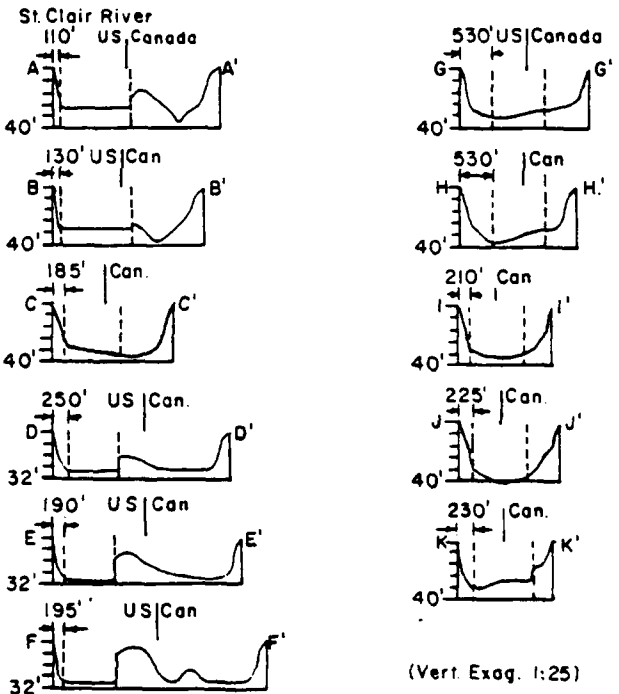 St. Clair River
110' US Canada
A A'
40'
130' US Can
B B'
40'
185' Can.
C C'
40'
250' US Can.
D D'
32'
190' US Can
E E'
32'
195' US Can
F F'
32'
530' US Canada
G G'
40'
530' Can
H H.'
40'
210' Can
I I'
40'
225' Can.
J J'
40'
230' Can.
K K'
40'
(Vert. Exag. 1:25)